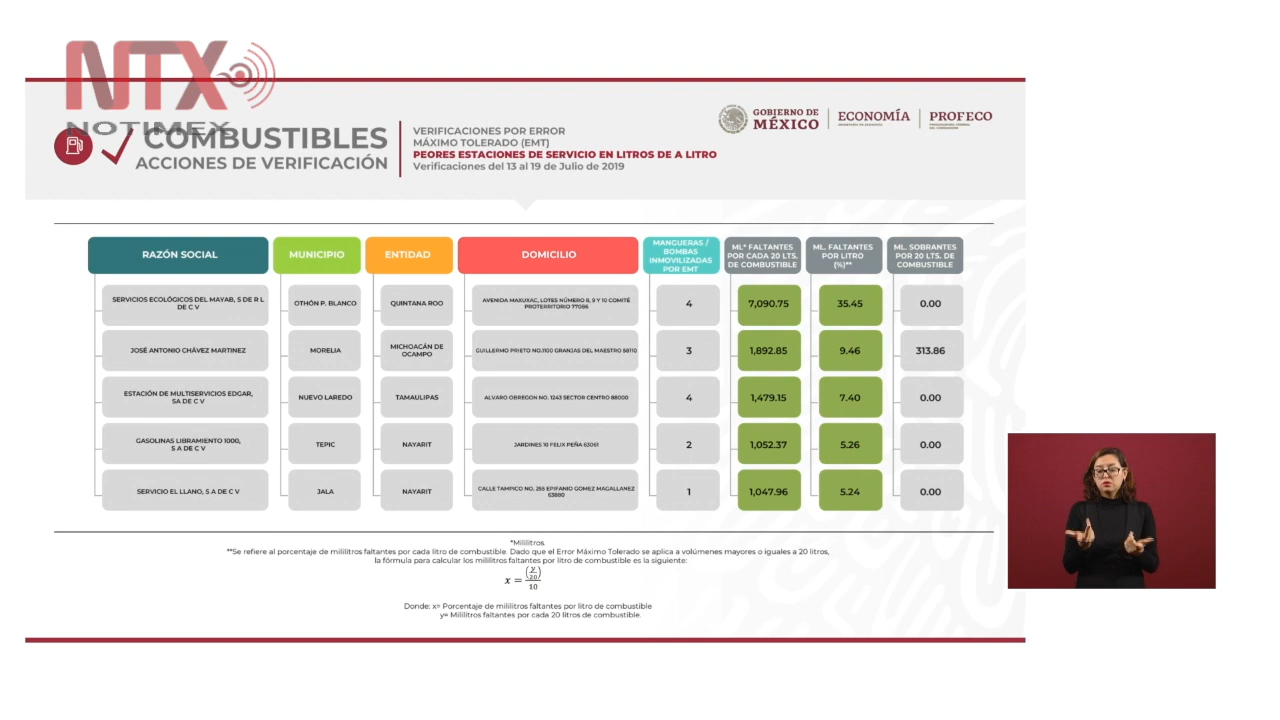 NTX
NOTIMEX
COMBUSTIBLES
ACCIONES DE VERIFICACIÓN
VERIFICACIONES POR ERROR
MÁXIMO TOLERADO (EMT)
PEORES ESTACIONES DE SERVICIO EN LITROS DE A LITRO
Verificaciones del 13 al 19 de Julio de 2019
GOBIERNO DE
MÉXICO
ECONOMÍA
PROFECO
RAZÓN SOCIAL
MUNICIPIO
ENTIDAD
DOMICILIO
MANGUERAS /
BOMBAS
INMOVILIZADAS
POR EMT
ML* FALTANTES
POR CADA 20 LTS.
DE COMBUSTIBLE
ML. FALTANTES
POR LITRO
(%)**
ML. SOBRANTES
POR 20 LTS. DE
COMBUSTIBLE
SERVICIOS ECOLÓGICOS DEL MAYAB, S DE R L
DE C V
OTHÓN P. BLANCO
QUINTANA ROO
AVENIDA MAXUXAC, LOTES NÚMERO 8, 9 Y 10 COMITÉ
PROTERRITORIO 77086
4
7,090.75
35.45
0.00
JOSÉ ANTONIO CHÁVEZ MARTINEZ
MORELIA
MICHOACÁN DE
OCAMPO
GUILLERMO PRIETO NO.1100 GRANJAS DEL MAESTRO 58110
3
1,892.85
9.46
313.86
ESTACIÓN DE MULTISERVICIOS EDGAR,
SA DE C V
NUEVO LAREDO
TAMAULIPAS
ALVARO OBREGON NO. 1243 SECTOR CENTRO 88000
4
1,479.15
7.40
0.00
GASOLINAS LIBRAMIENTO 1000,
S A DE C V
TEPIC
NAYARIT
JARDINES 10 FELIX PEÑA 63061
2
1,052.37
5.26
0.00
SERVICIO EL LLANO, S A DE C V
JALA
NAYARIT
CALLE TAMPICO NO. 255 EPIFANIO GOMEZ MAGALLANEZ
63880
1
1,047.96
5.24
0.00
*Mililitros.
**Se refiere al porcentaje de mililitros faltantes por cada litro de combustible. Dado que el Error Máximo Tolerado se aplica a volúmenes mayores o iguales a 20 litros,
la fórmula para calcular los mililitros faltantes por litro de combustible es la siguiente:
x = (y/20)/10
Donde: x= Porcentaje de mililitros faltantes por litro de combustible
y= Mililitros faltantes por cada 20 litros de combustible.